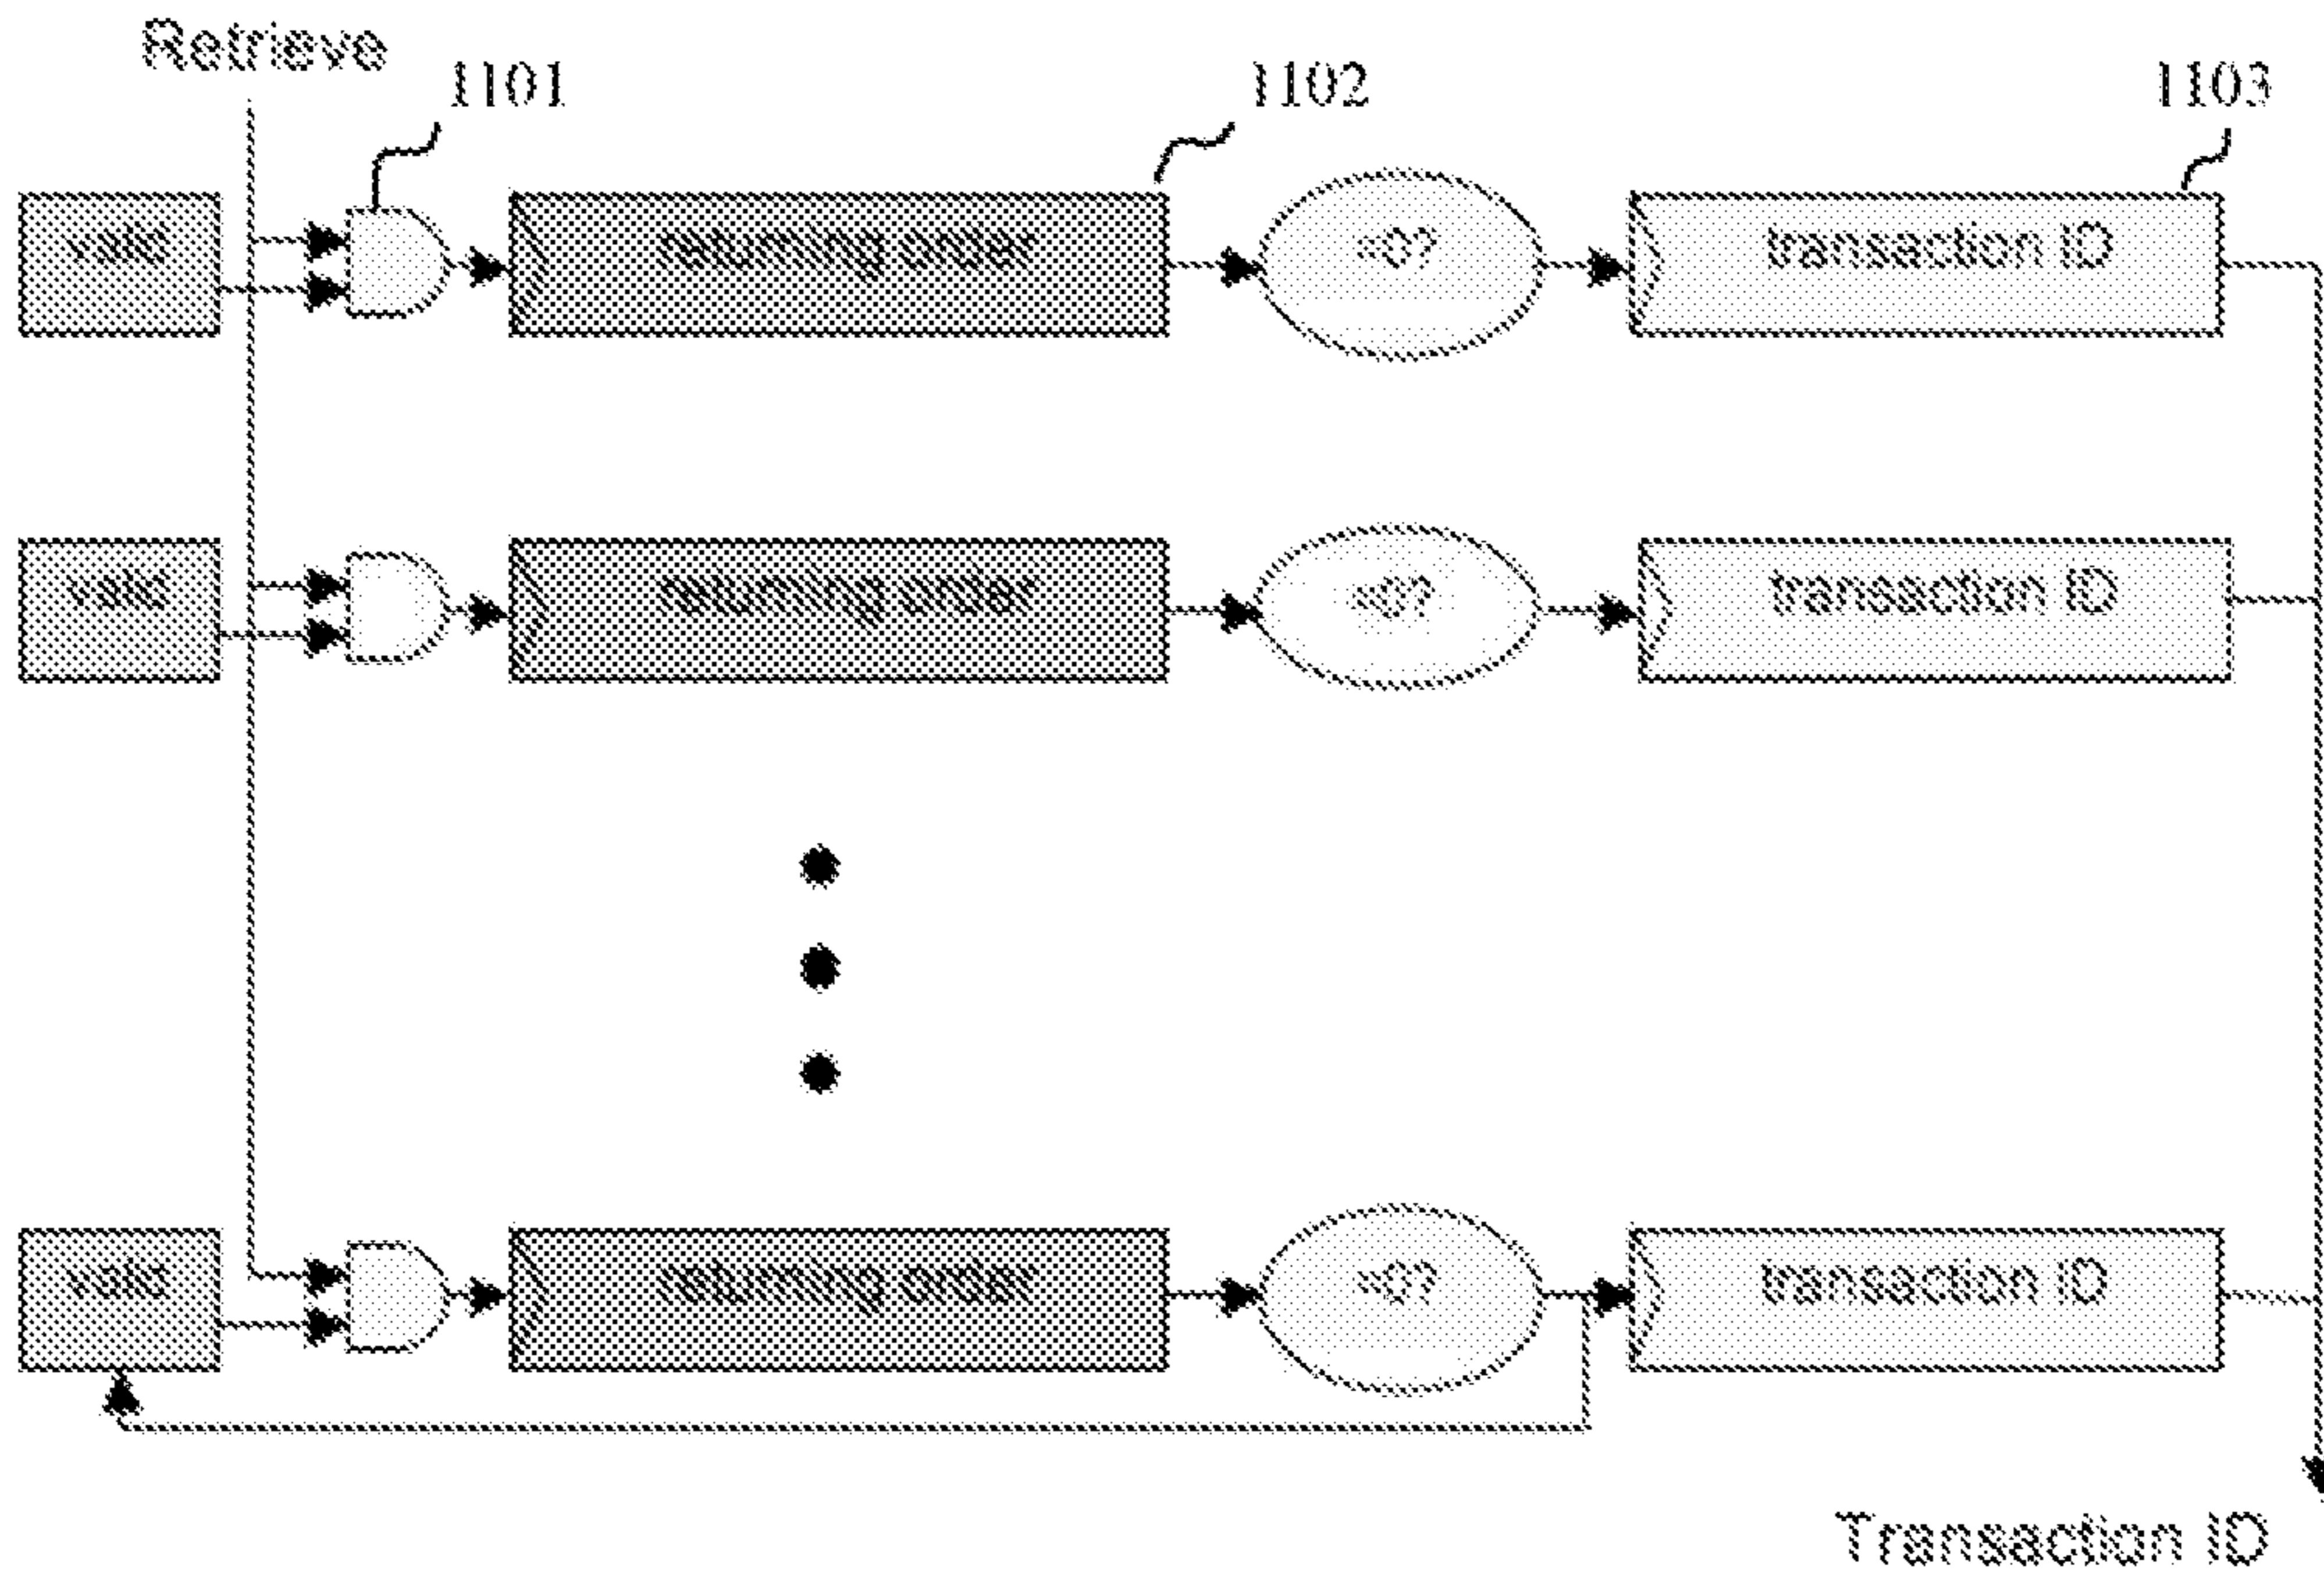 Retrieve
1101
1102
1103
valid
returning order
=0?
transaction ID
valid
returning order
=0?
transaction ID
valid
returning order
=0?
transaction ID
Transaction ID